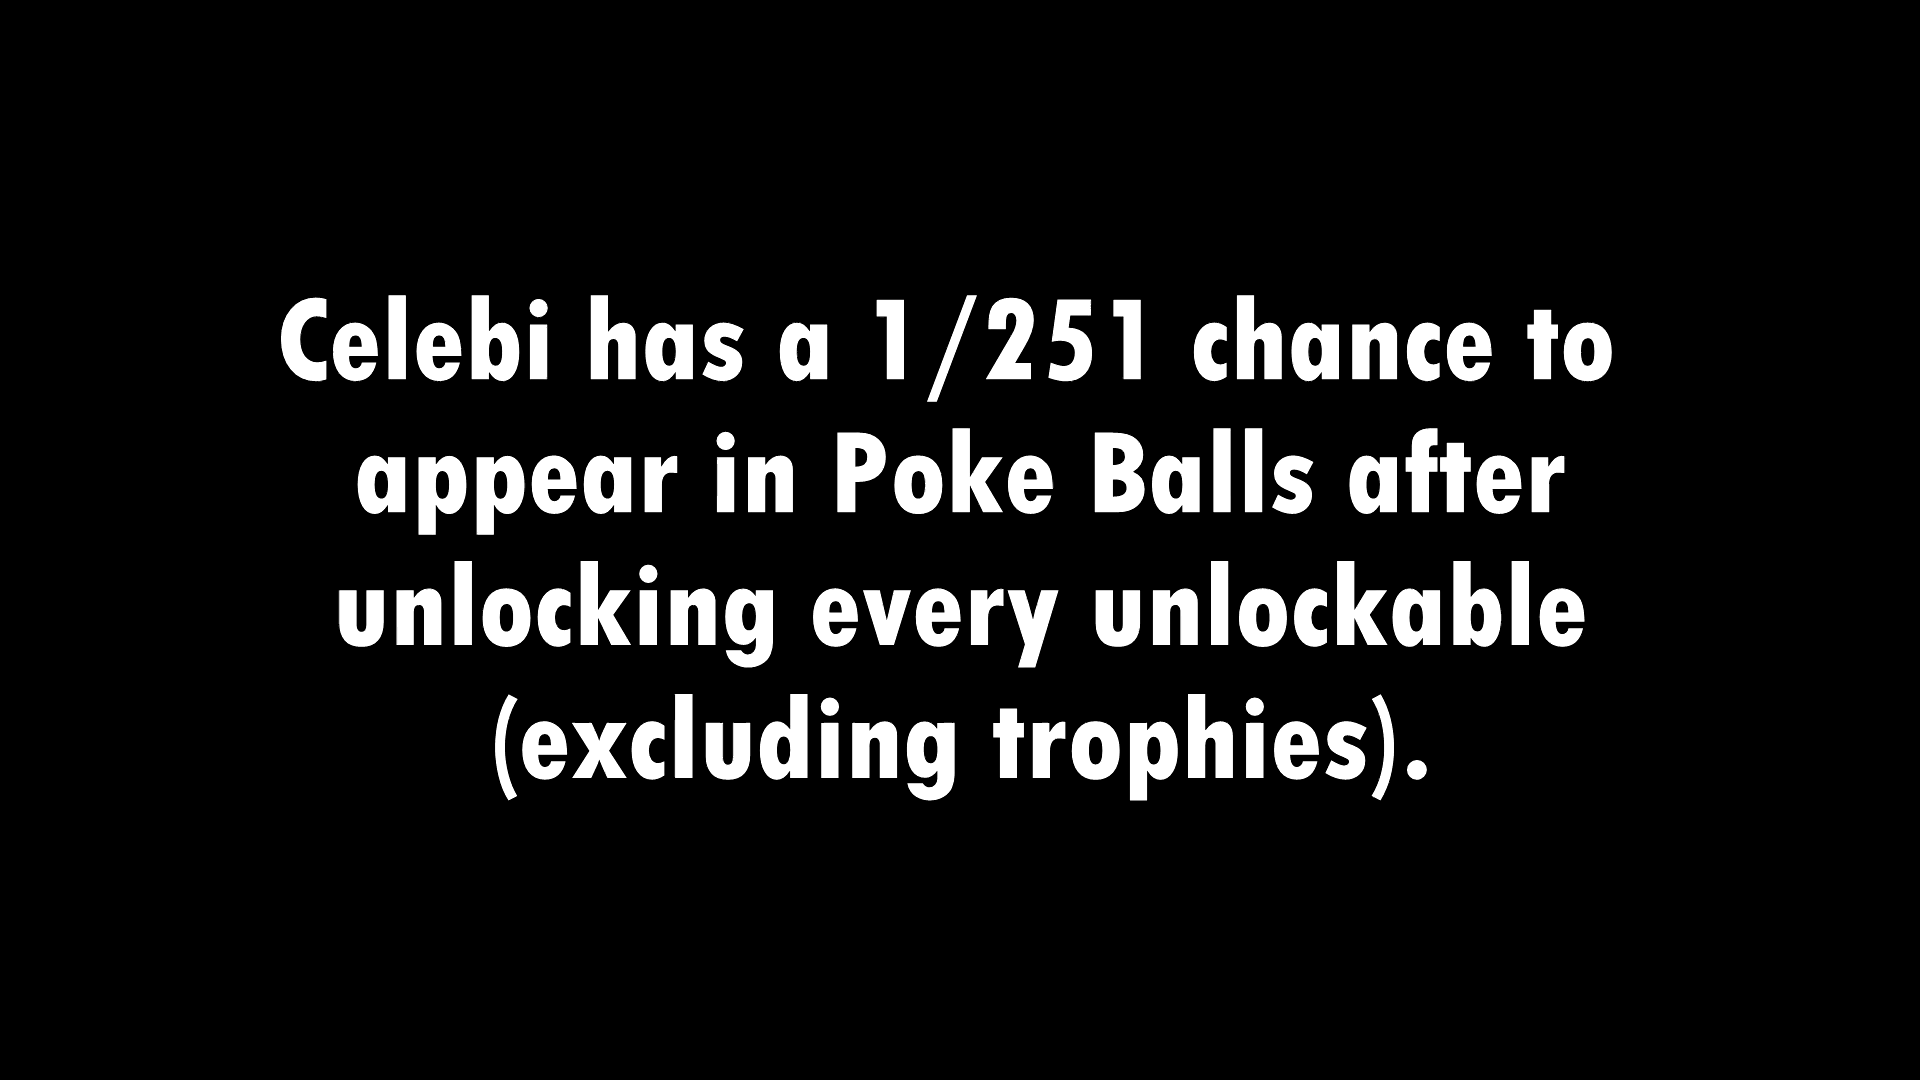 Celebi has a 1/251 chance to
appear in Poke Balls after
unlocking every unlockable
(excluding trophies).